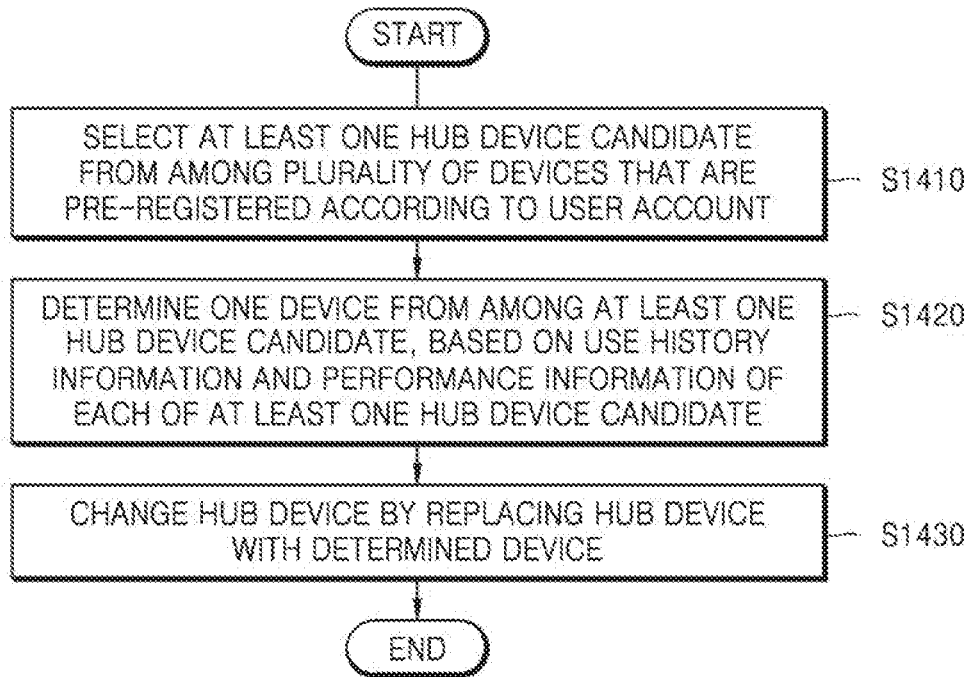 START
SELECT AT LEAST ONE HUB DEVICE CANDIDATE
FROM AMONG PLURALITY OF DEVICES THAT ARE
PRE-REGISTERED ACCORDING TO USER ACCOUNT
S1410
DETERMINE ONE DEVICE FROM AMONG AT LEAST ONE
HUB DEVICE CANDIDATE, BASED ON USE HISTORY
INFORMATION AND PERFORMANCE INFORMATION OF
EACH OF AT LEAST ONE HUB DEVICE CANDIDATE
S1420
CHANGE HUB DEVICE BY REPLACING HUB DEVICE
WITH DETERMINED DEVICE
S1430
END